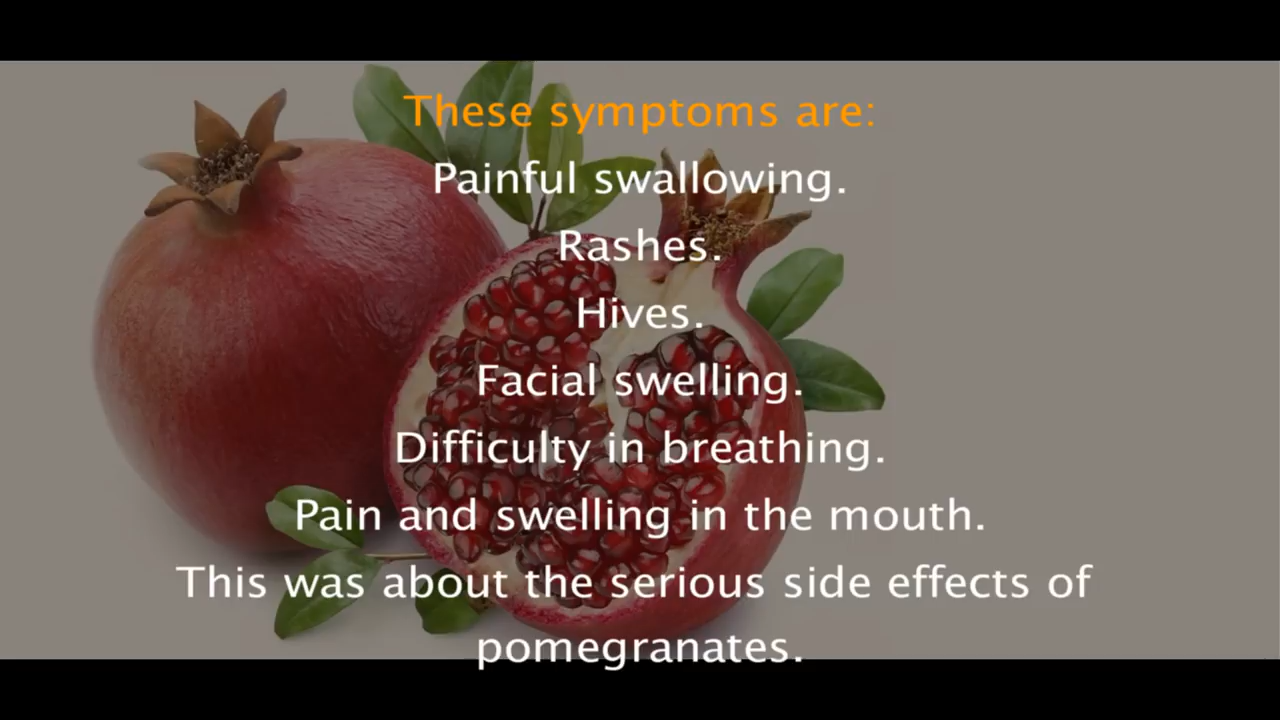 These symptoms are:
Painful swallowing.
Rashes.
Hives.
Facial swelling.
Difficulty in breathing.
Pain and swelling in the mouth.
This was about the serious side effects of
pomegranates.